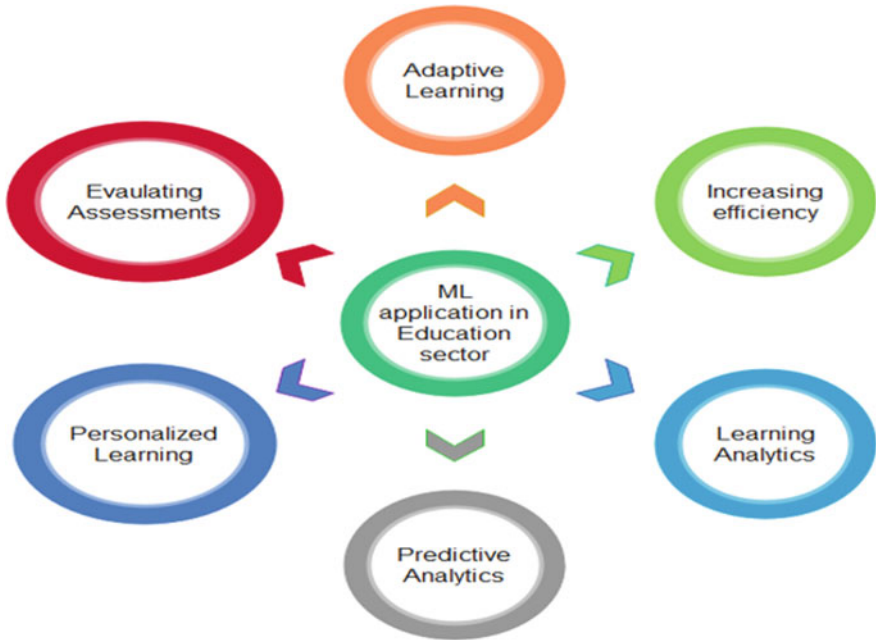 Adaptive
Learning
Evaulating
Assessments
Increasing
efficiency
ML
application in
Education
sector
Personalized
Learning
Learning
Analytics
Predictive
Analytics